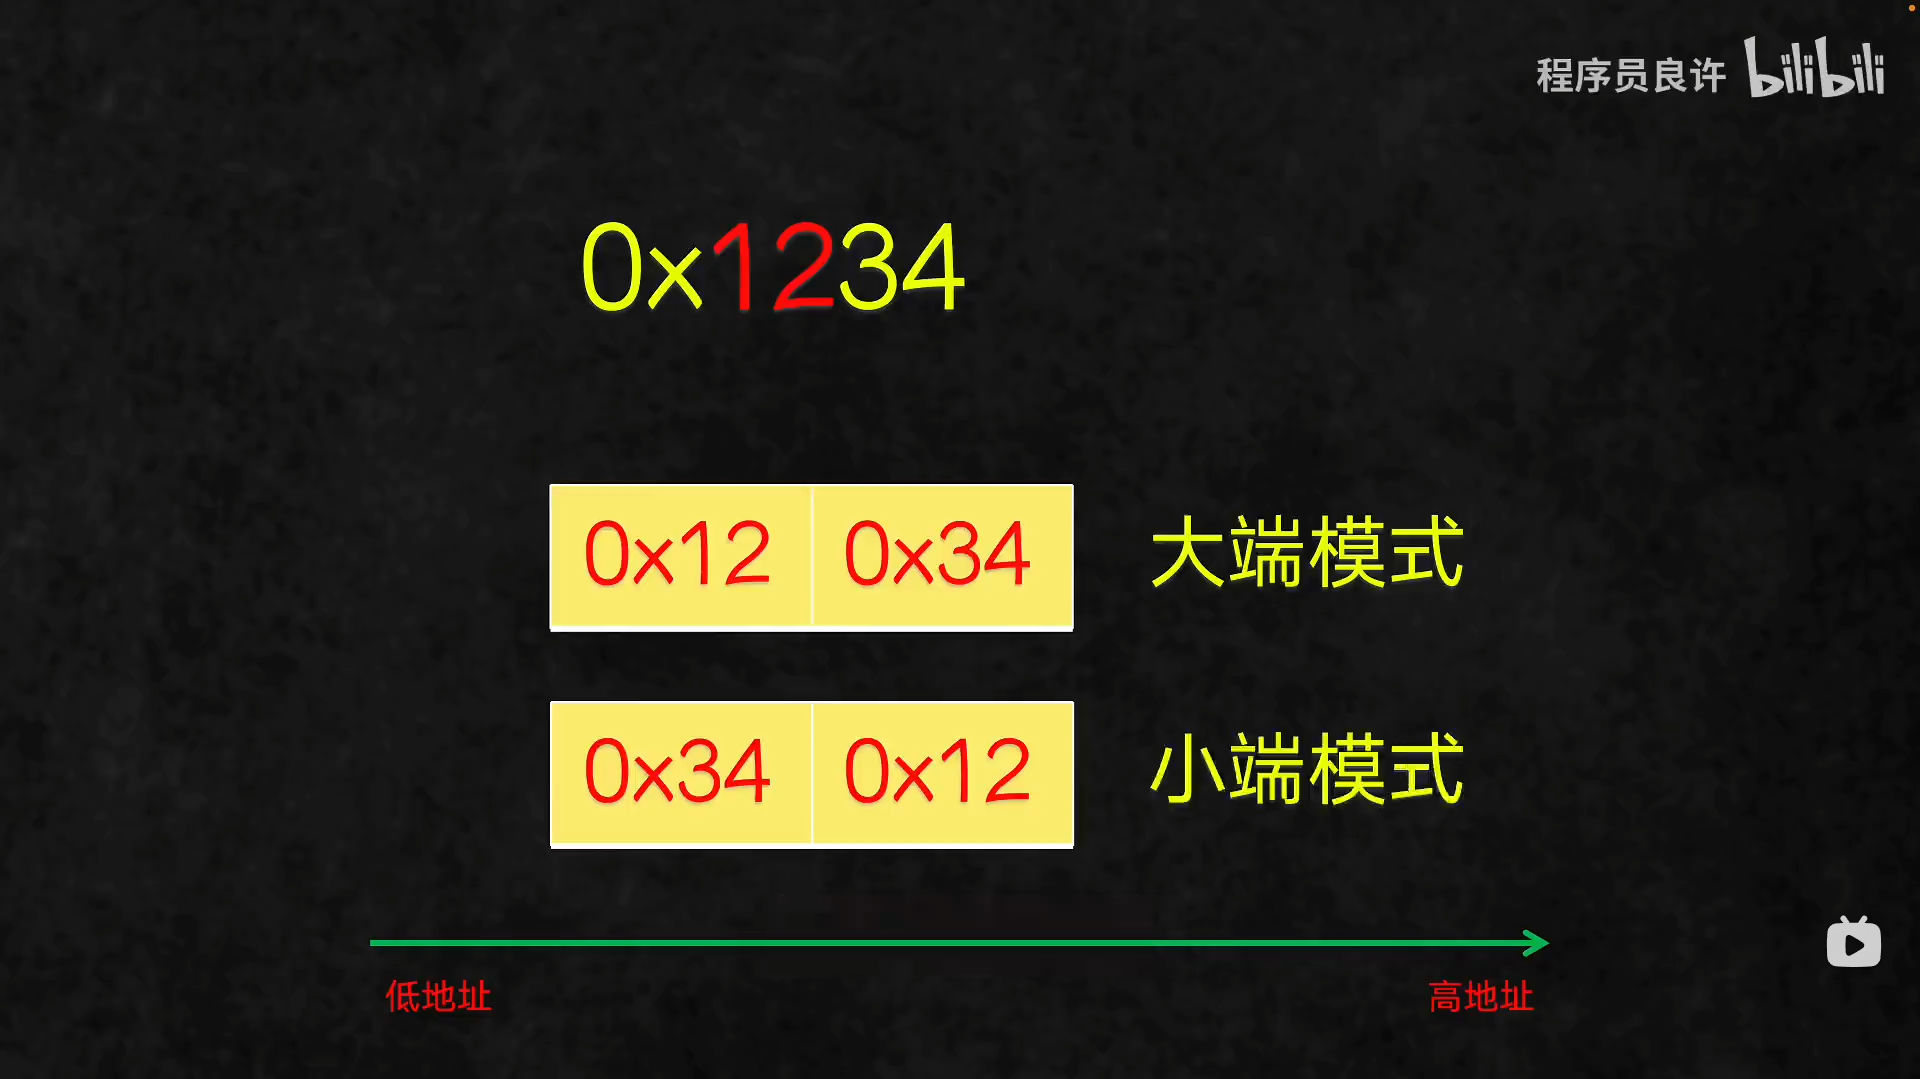 程序员良许 bilibili
0x1234
0x12 0x34 大端模式
0x34 0x12 小端模式
低地址 高地址